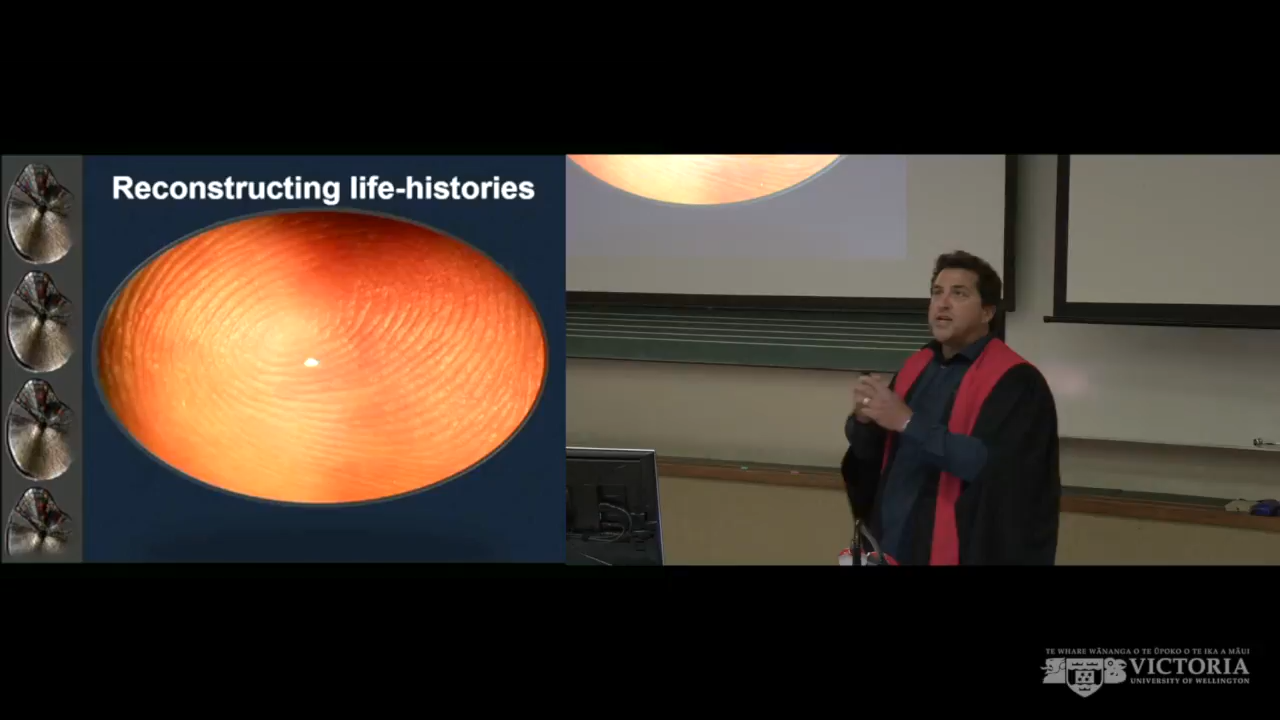 Reconstructing life-histories
TE WHARE WĀNANGA O TE ŪPOKO O TE IKA A MĀUI
VICTORIA
UNIVERSITY OF WELLINGTON